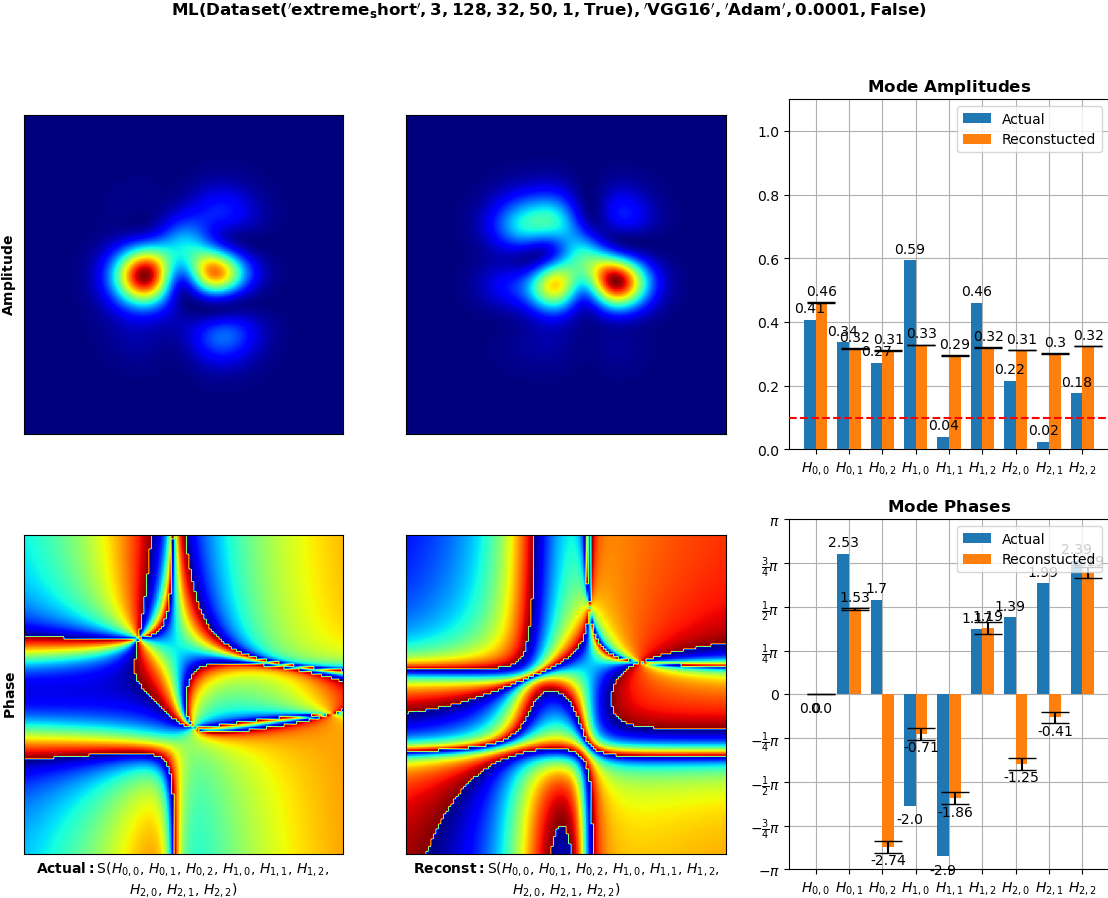 ML(Dataset('extreme_short', 3, 128, 32, 50, 1, True), 'VGG16', 'Adam', 0.0001, False)
Amplitude
Mode Amplitudes
Actual
Reconstucted
1.0
0.8
0.6
0.4
0.2
0.0
0.41
0.46
0.34
0.32
0.27
0.31
0.59
0.33
0.04
0.29
0.46
0.32
0.22
0.31
0.02
0.3
0.18
0.32
H0,0 H0,1 H0,2 H1,0 H1,1 H1,2 H2,0 H2,1 H2,2
Phase
Actual: S(H0,0, H0,1, H0,2, H1,0, H1,1, H1,2,
H2,0, H2,1, H2,2)
Reconst: S(H0,0, H0,1, H0,2, H1,0, H1,1, H1,2,
H2,0, H2,1, H2,2)
Mode Phases
Actual
Reconstucted
π
3/4π
1/2π
1/4π
0
−1/4π
−1/2π
−3/4π
−π
0.0
0.0
2.53
1.53
1.7
-2.74
-2.0
-0.71
-2.9
-1.86
1.17
1.19
1.39
-1.25
1.99
-0.41
2.39
H0,0 H0,1 H0,2 H1,0 H1,1 H1,2 H2,0 H2,1 H2,2